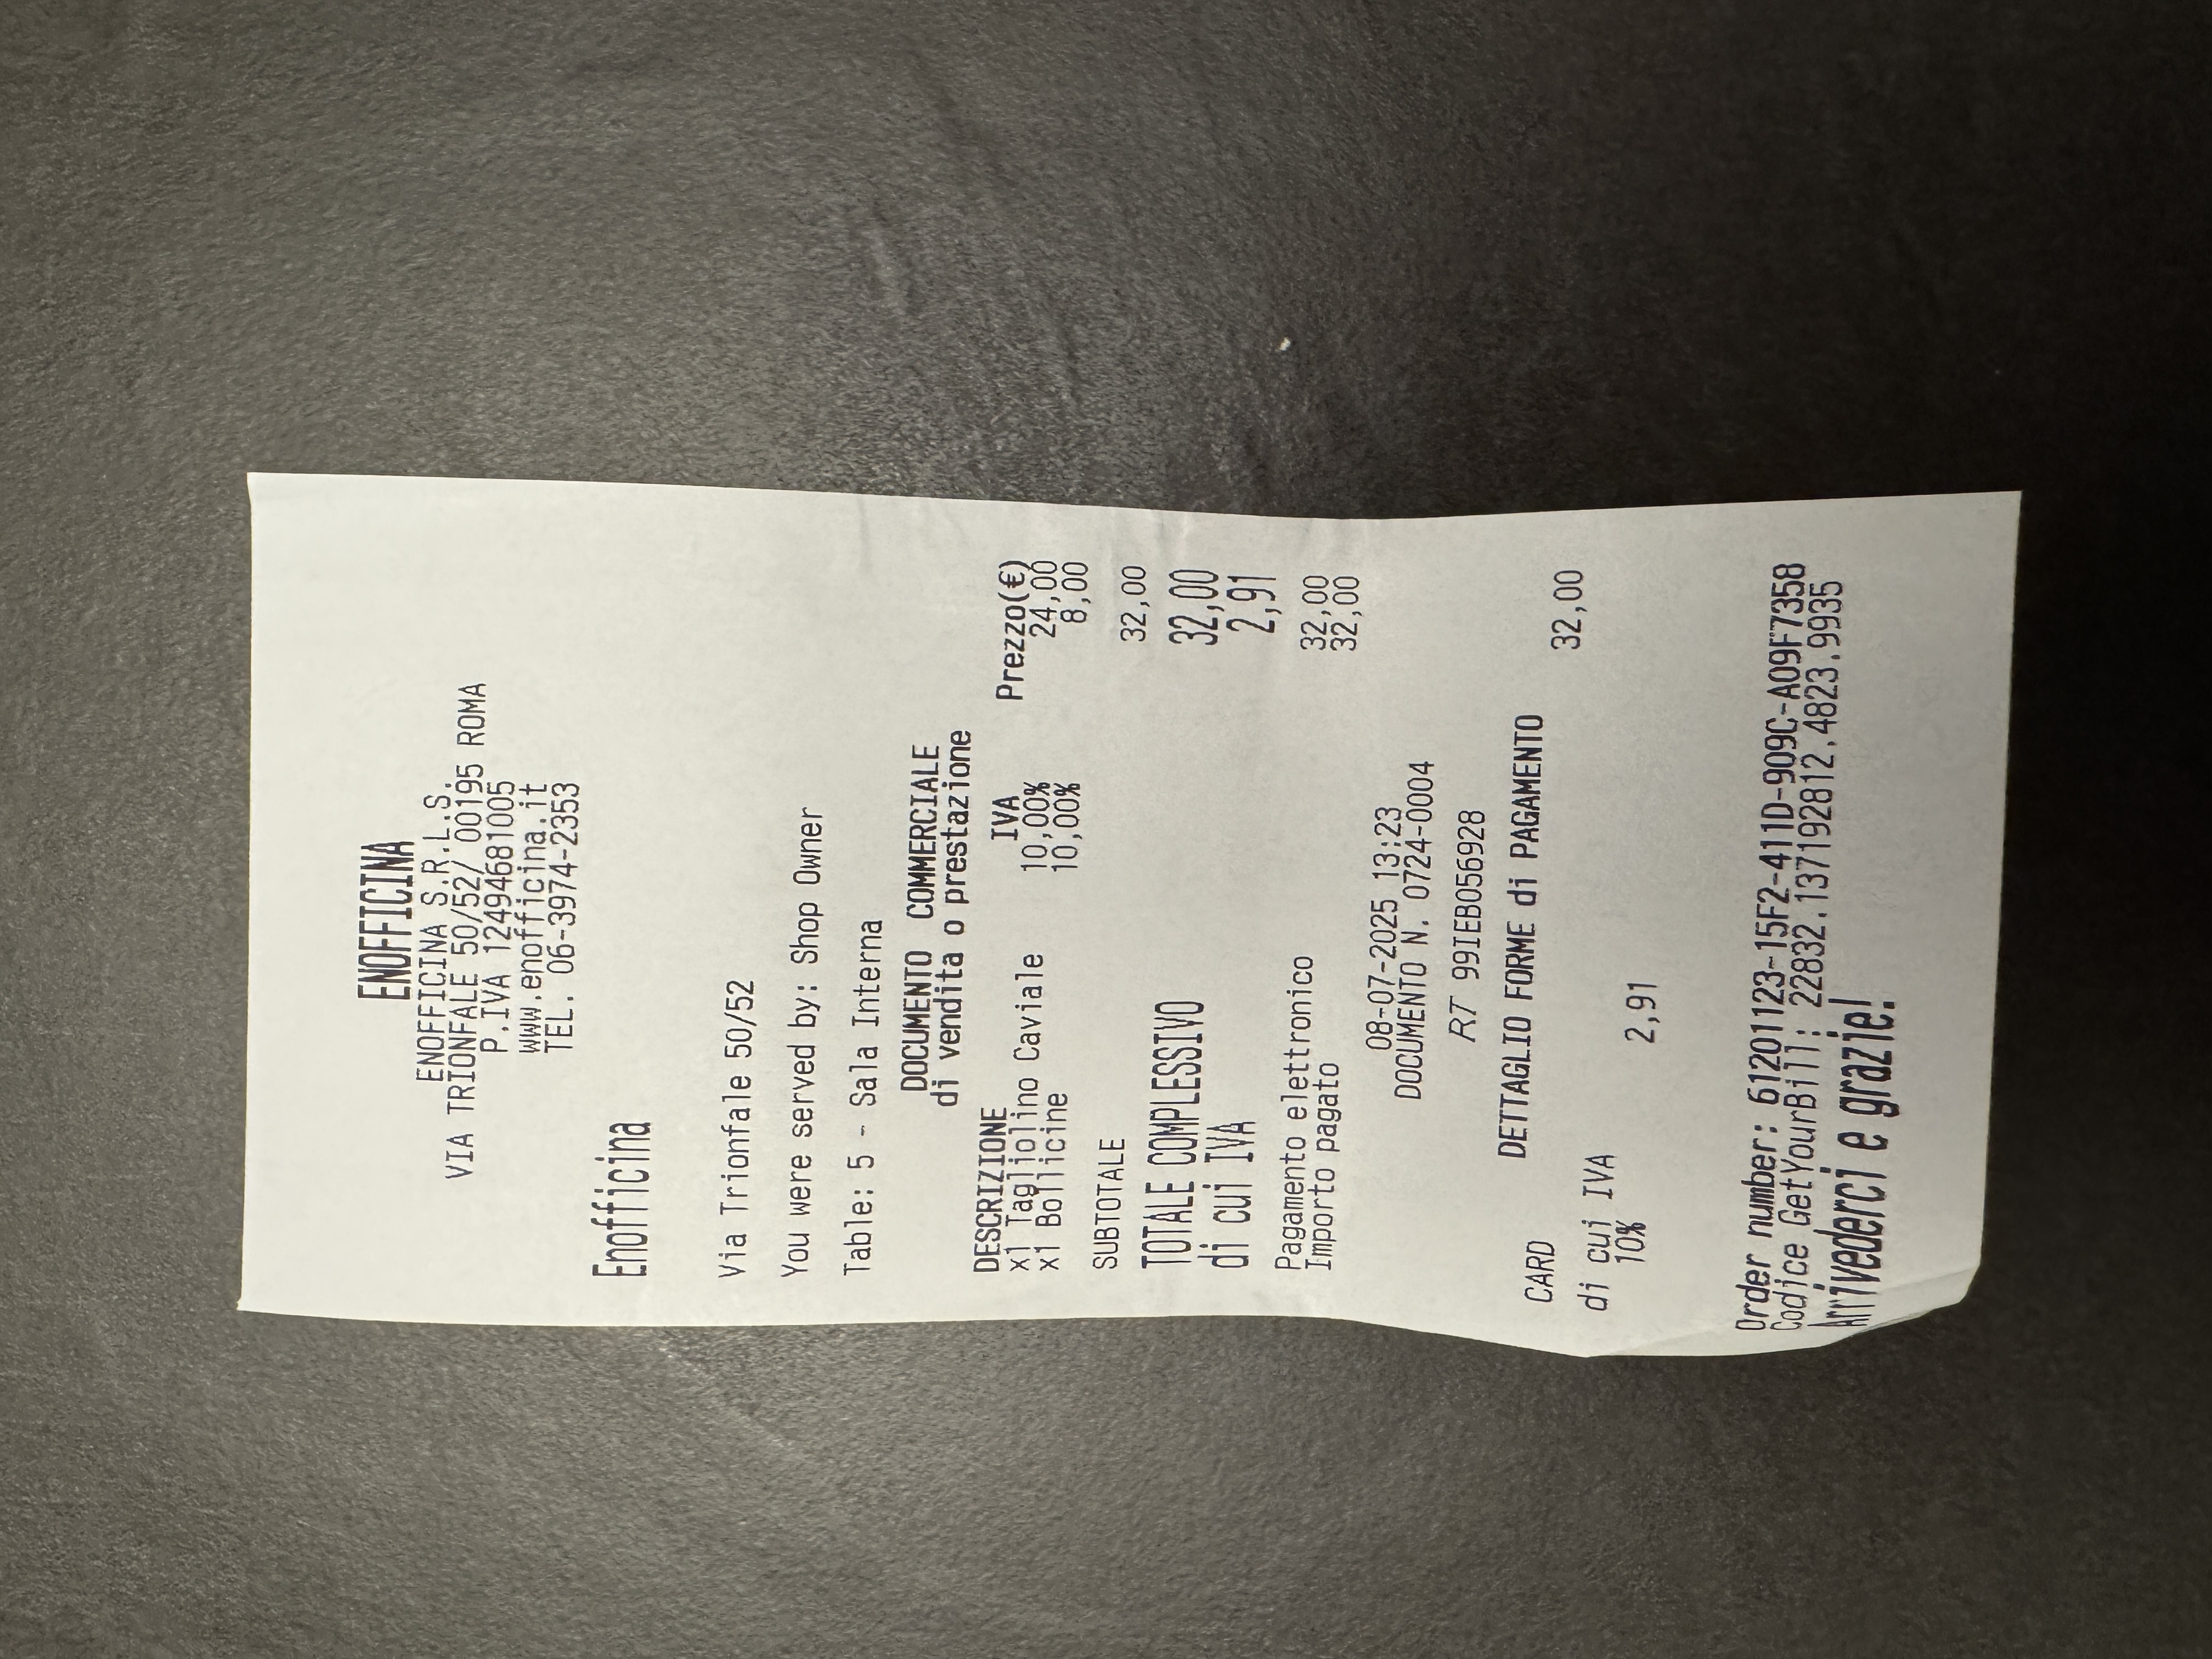 ENOFFICINA
ENOFFICINA S.R.L.S.
VIA TRIONFALE 50/52/ 00195 ROMA
P.IVA 12494681005
www.enofficina.it
TEL. 06-3974-2353
Enofficina
Via Trionfale 50/52
You were served by: Shop Owner
Table: 5 - Sala Interna
DOCUMENTO COMMERCIALE
di vendita o prestazione
DESCRIZIONE IVA Prezzo(€)
x1 Tagliolino Caviale 10,00% 24,00
x1 Bollicine 10,00% 8,00
SUBTOTALE 32,00
TOTALE COMPLESSIVO 32,00
di cui IVA 2,91
Pagamento elettronico 32,00
Importo pagato 32,00
08-07-2025 13:23
DOCUMENTO N. 0724-0004
RT 99IEB056928
DETTAGLIO FORME di PAGAMENTO
CARD 32,00
di cui IVA
10% 2,91
Order number: 61201123-15F2-411D-909C-A09F7358
Codice GetYourBill: 22832.137192812.4823.9935
Arrivederci e grazie!